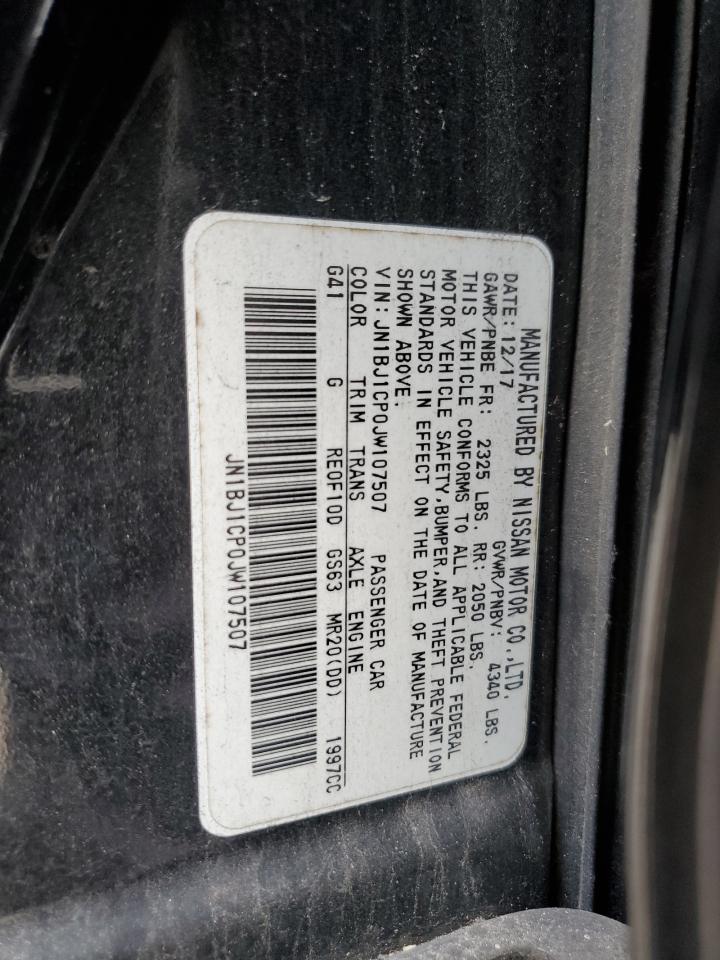 MANUFACTURED BY NISSAN MOTOR CO.,LTD.
DATE: 12/17 GVWR/PNBV: 4340 LBS.
GAWR/PNBE FR: 2325 LBS. RR: 2050 LBS.
THIS VEHICLE CONFORMS TO ALL APPLICABLE FEDERAL
MOTOR VEHICLE SAFETY,BUMPER,AND THEFT PREVENTION
STANDARDS IN EFFECT ON THE DATE OF MANUFACTURE
SHOWN ABOVE:
VIN:JN1BJ1CP0JW107507 PASSENGER CAR
COLOR TRIM TRANS AXLE ENGINE
G41 G RE0F10D GS63 MR20(DD) 1997CC
JN1BJ1CP0JW107507